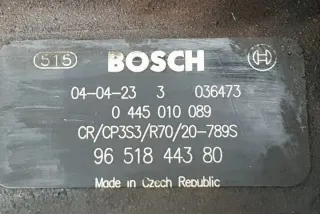 515 BOSCH
04-04-23 3 036473
0 445 010 089
CR/CP3S3/R70/20-789S
96 518 443 80
Made in Czech Republic